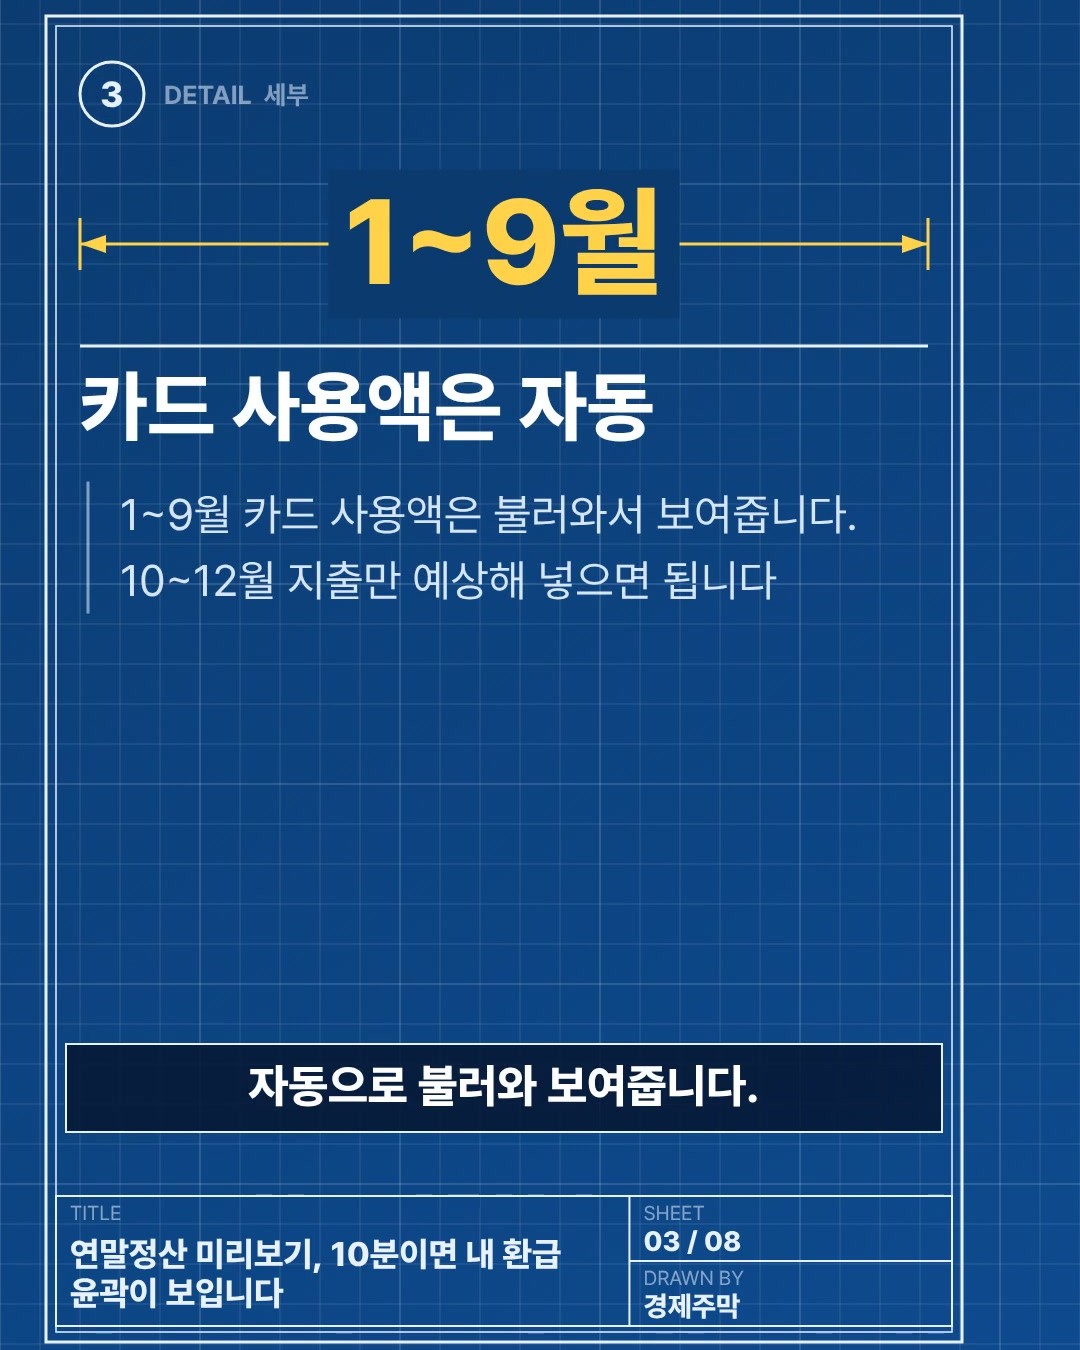 3 DETAIL 세부
1~9월
카드 사용액은 자동
1~9월 카드 사용액은 불러와서 보여줍니다.
10~12월 지출만 예상해 넣으면 됩니다
자동으로 불러와 보여줍니다.
TITLE
연말정산 미리보기, 10분이면 내 환급
윤곽이 보입니다
SHEET
03 / 08
DRAWN BY
경제주막